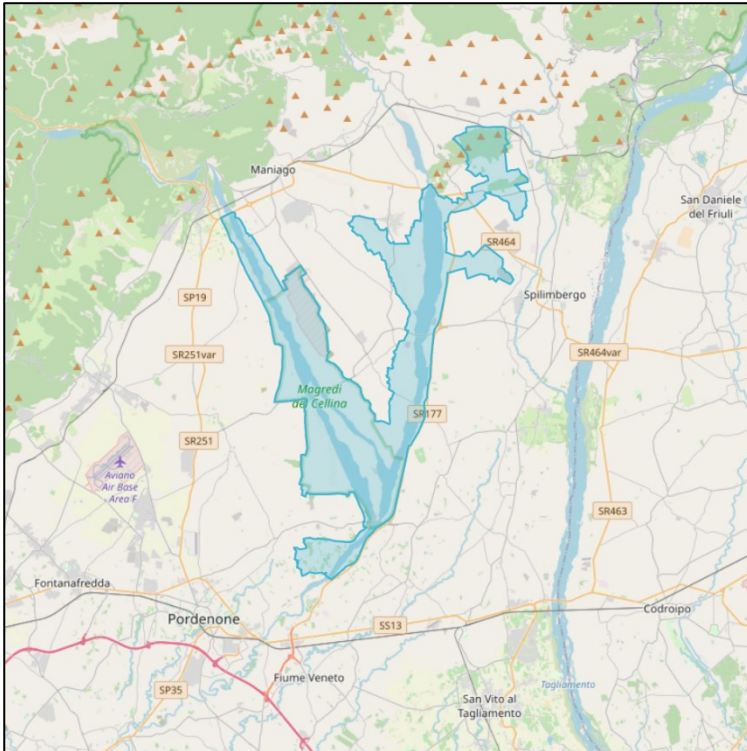 Maniago
San Daniele
del Friuli
SR464
SP19
Spilimbergo
SR251var
SR464var
Magredi
del Cellina
SR177
SR251
Aviano
Air Base
- Area F
SR463
Fontanafredda
Codroipo
Pordenone
SS13
Fiume Veneto
Tagliamento
SP35
San Vito al
Tagliamento